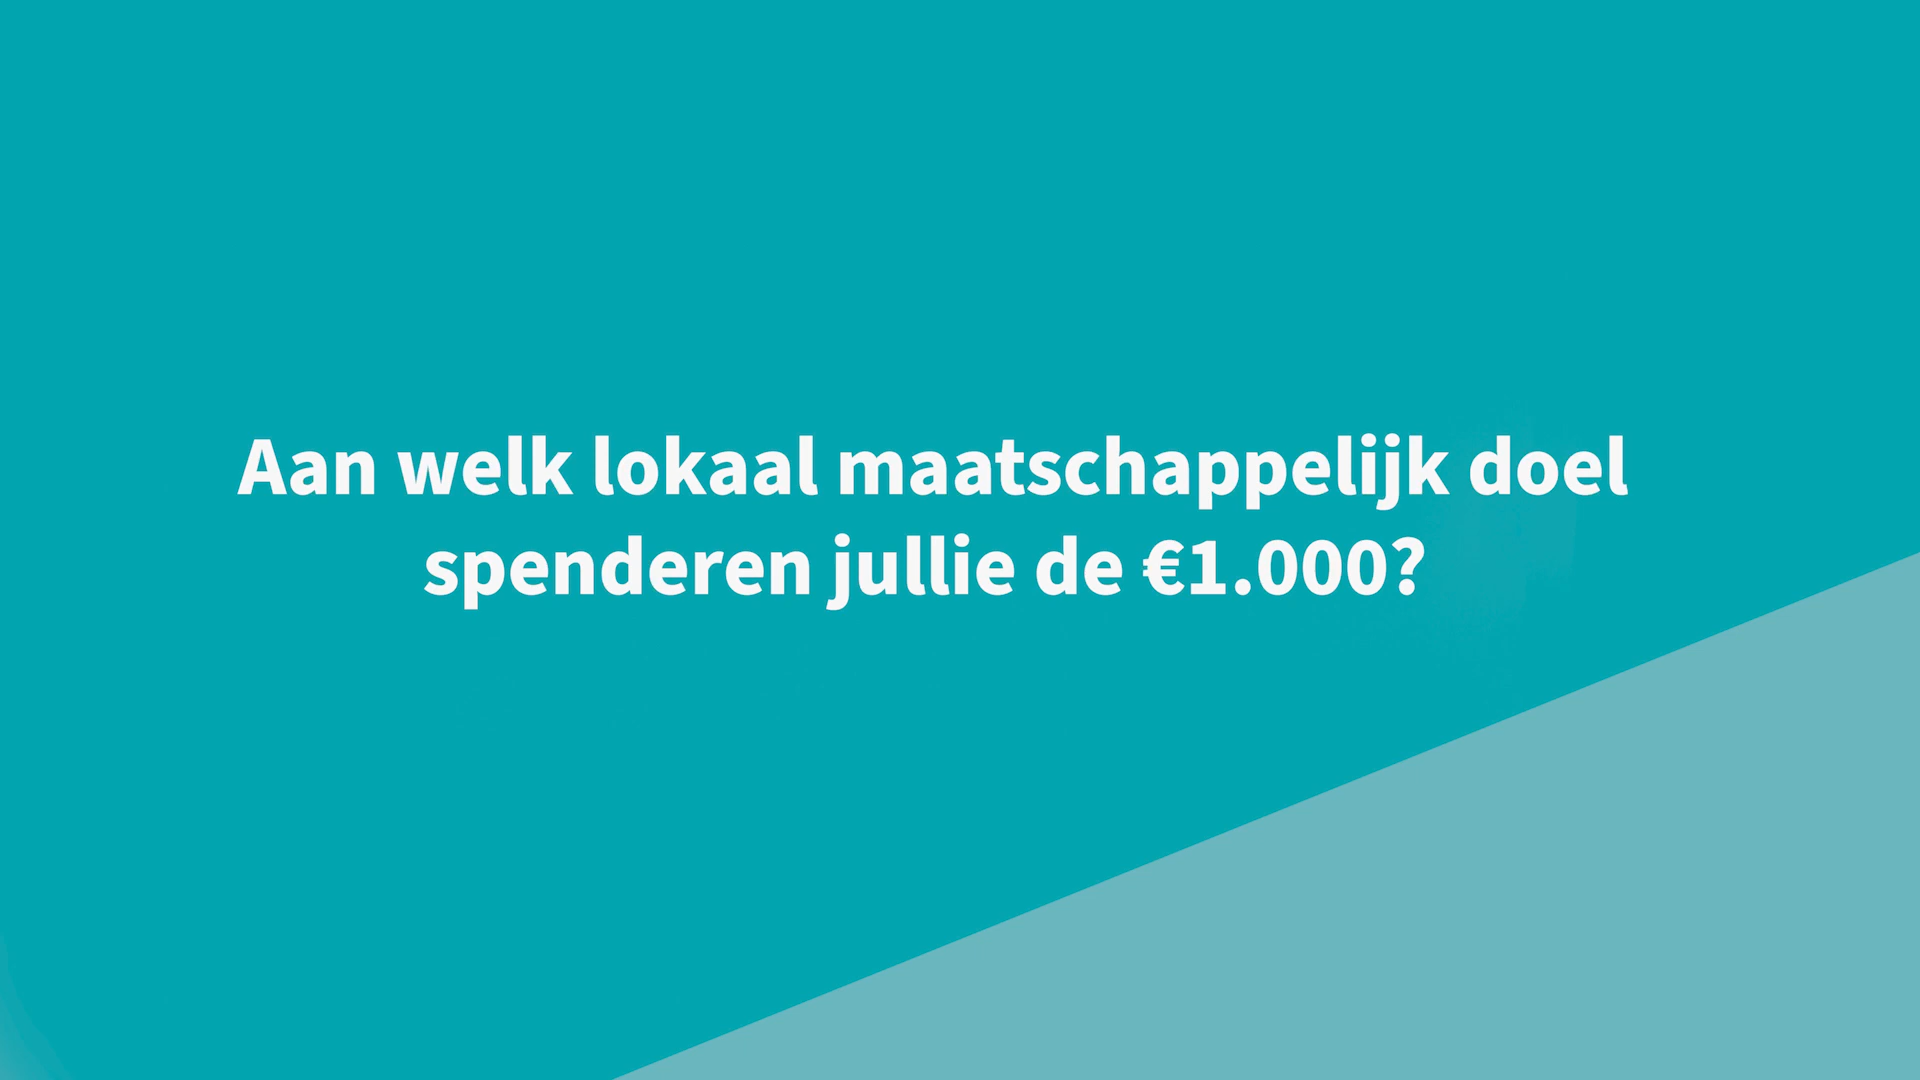 Aan welk lokaal maatschappelijk doel
spenderen jullie de €1.000?